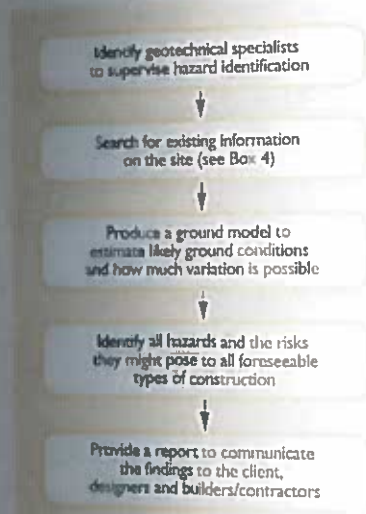 Identify geotechnical specialists
to supervise hazard identification
Search for existing information
on the site (see Box 4)
Produce a ground model to
estimate likely ground conditions
and how much variation is possible
Identify all hazards and the risks
they might pose to all foreseeable
types of construction
Provide a report to communicate
the findings to the client,
designers and builders/contractors